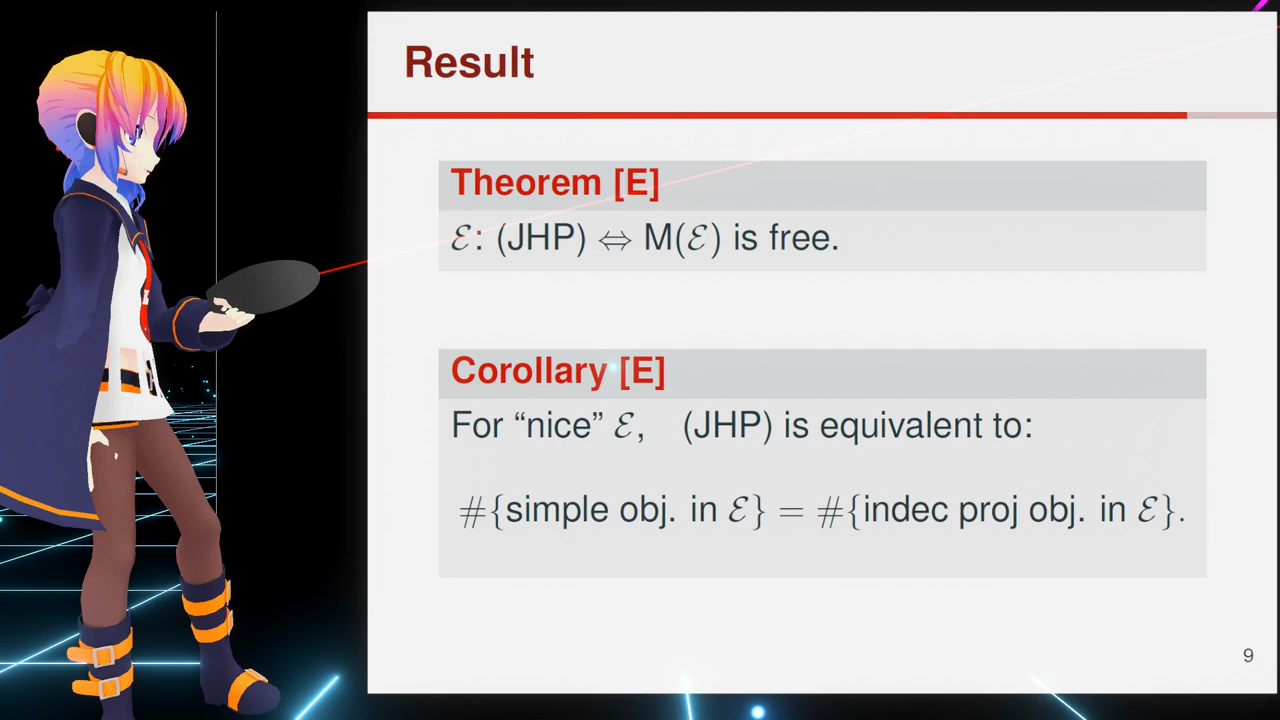 Result
Theorem [E]
ℰ: (JHP) ⇔ M(ℰ) is free.
Corollary [E]
For “nice” ℰ, (JHP) is equivalent to:
#{simple obj. in ℰ} = #{indec proj obj. in ℰ}.
9